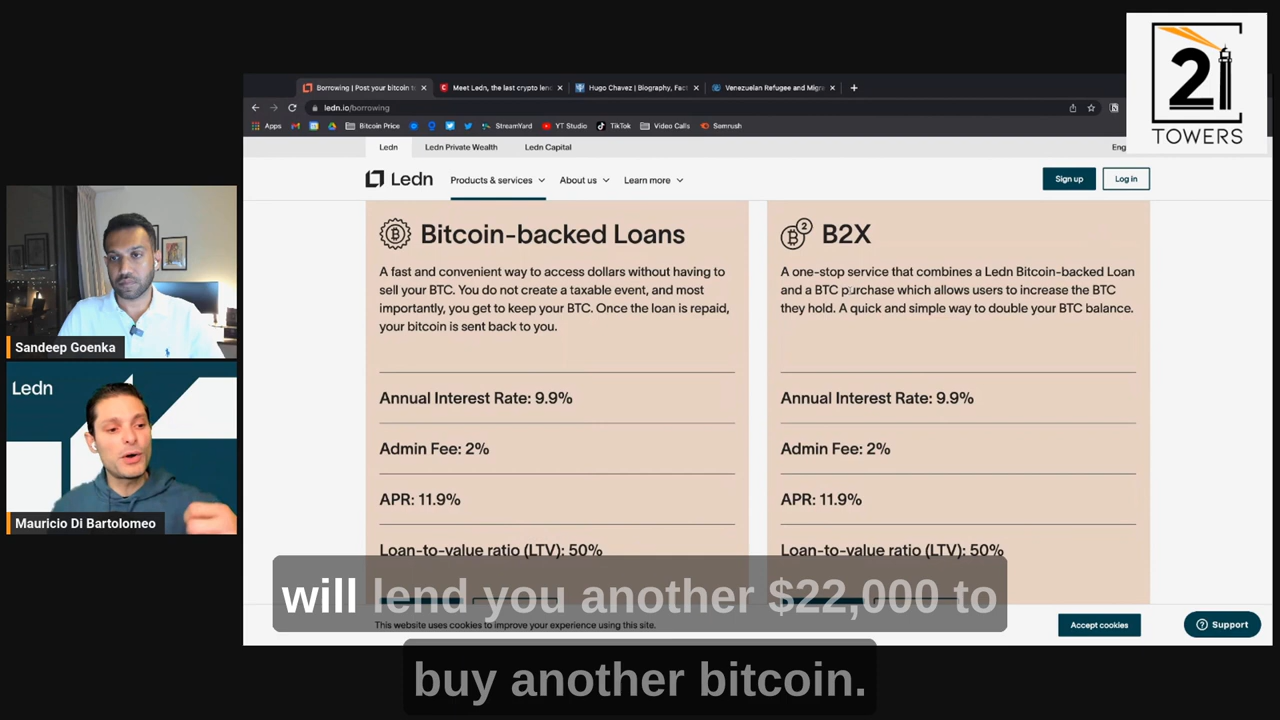 21
TOWERS
Borrowing | Post your bitcoin t
Meet Ledn, the last crypto len
Hugo Chavez | Biography, Fac
Venezuelan Refugee and Migra
ledn.io/borrowing
Apps
Bitcoin Price
StreamYard
YT Studio
TikTok
Video Calls
Semrush
Ledn
Ledn Private Wealth
Ledn Capital
Eng
Ledn
Products & services
About us
Learn more
Sign up
Log in
Bitcoin-backed Loans
A fast and convenient way to access dollars without having to
sell your BTC. You do not create a taxable event, and most
importantly, you get to keep your BTC. Once the loan is repaid,
your bitcoin is sent back to you.
Annual Interest Rate: 9.9%
Admin Fee: 2%
APR: 11.9%
Loan-to-value ratio (LTV): 50%
B2X
A one-stop service that combines a Ledn Bitcoin-backed Loan
and a BTC purchase which allows users to increase the BTC
they hold. A quick and simple way to double your BTC balance.
Annual Interest Rate: 9.9%
Admin Fee: 2%
APR: 11.9%
Loan-to-value ratio (LTV): 50%
Sandeep Goenka
Ledn
Mauricio Di Bartolomeo
will lend you another $22,000 to
buy another bitcoin.
This website uses cookies to improve your experience using this site.
Accept cookies
Support